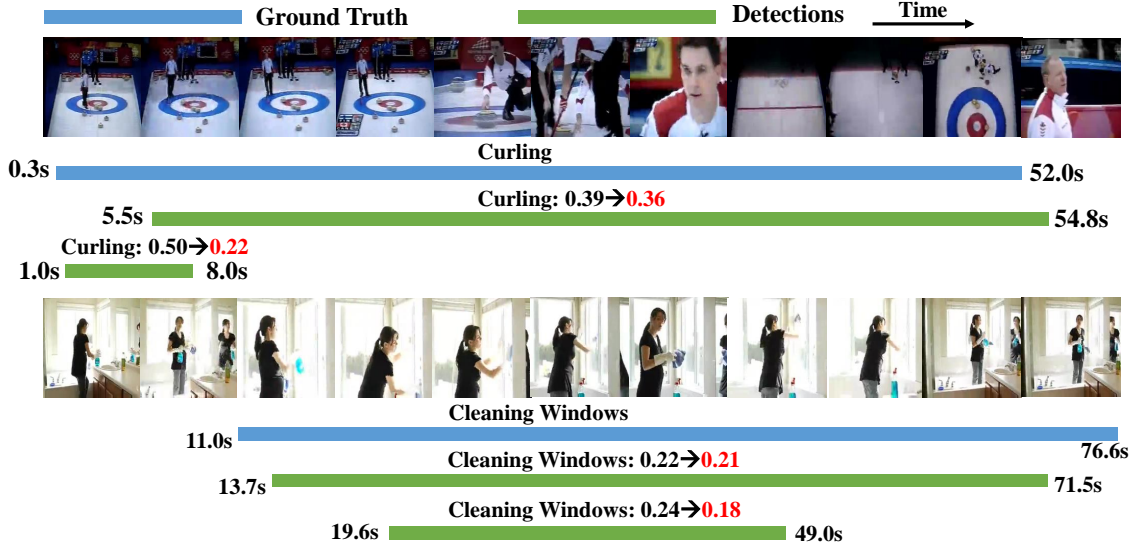 Ground Truth
Detections
Time
Curling
0.3s
52.0s
Curling: 0.39→0.36
5.5s
54.8s
Curling: 0.50→0.22
1.0s
8.0s
Cleaning Windows
11.0s
76.6s
Cleaning Windows: 0.22→0.21
13.7s
71.5s
Cleaning Windows: 0.24→0.18
19.6s
49.0s